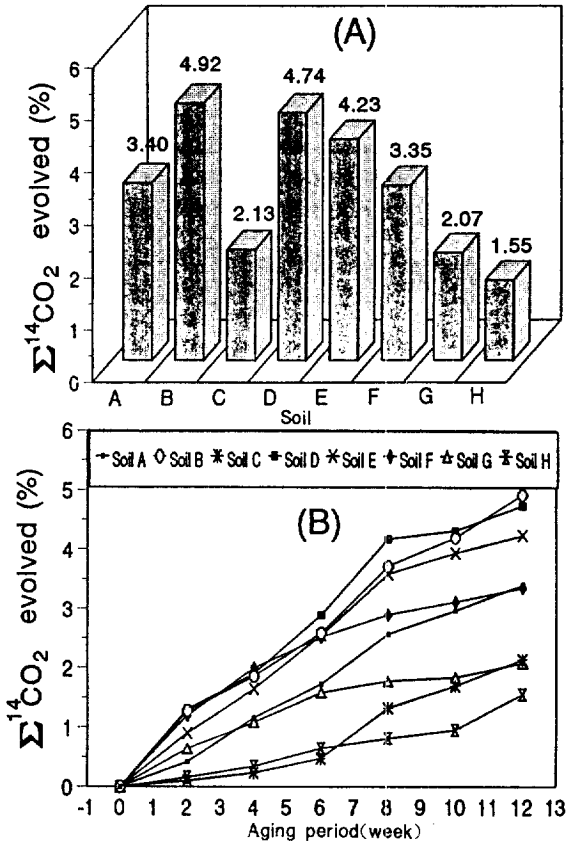 (A)
6
5
4
3
2
1
0
Σ¹⁴CO₂ evolved (%)
3.40
4.92
2.13
4.74
4.23
3.35
2.07
1.55
A B C D E F G H
Soil
6
5
4
3
2
1
0
Σ¹⁴CO₂ evolved (%)
Soil A Soil B Soil C Soil D Soil E Soil F Soil G Soil H
(B)
-1 0 1 2 3 4 5 6 7 8 9 10 11 12 13
Aging period(week)